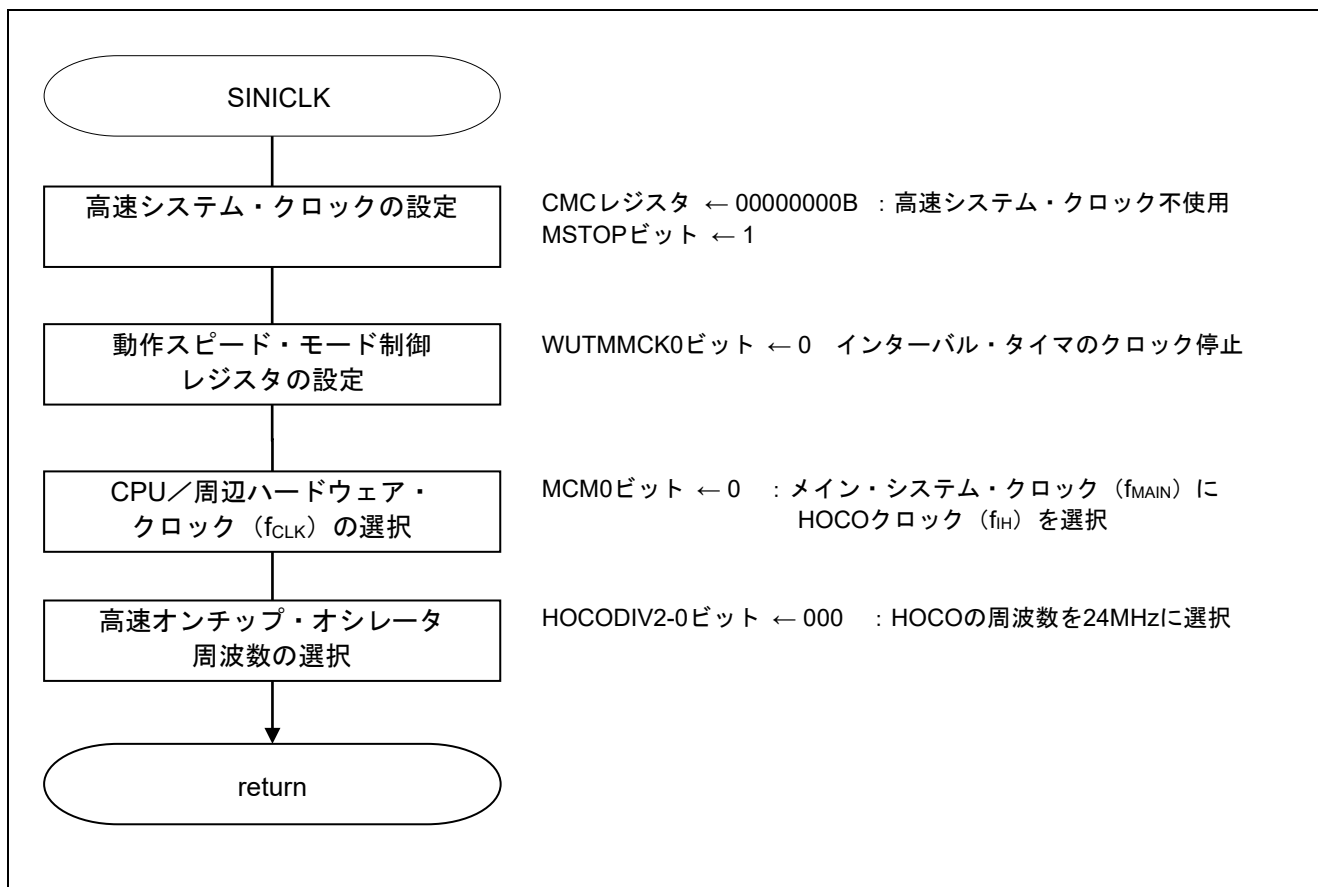 SINICLK
高速システム・クロックの設定
CMCレジスタ ← 00000000B ：高速システム・クロック不使用
MSTOPビット ← 1
動作スピード・モード制御
レジスタの設定
WUTMMCK0ビット ← 0 インターバル・タイマのクロック停止
CPU／周辺ハードウェア・
クロック（fCLK）の選択
MCM0ビット ← 0 ：メイン・システム・クロック（fMAIN）に
HOCOクロック（fIH）を選択
高速オンチップ・オシレータ
周波数の選択
HOCODIV2-0ビット ← 000 ：HOCOの周波数を24MHzに選択
return